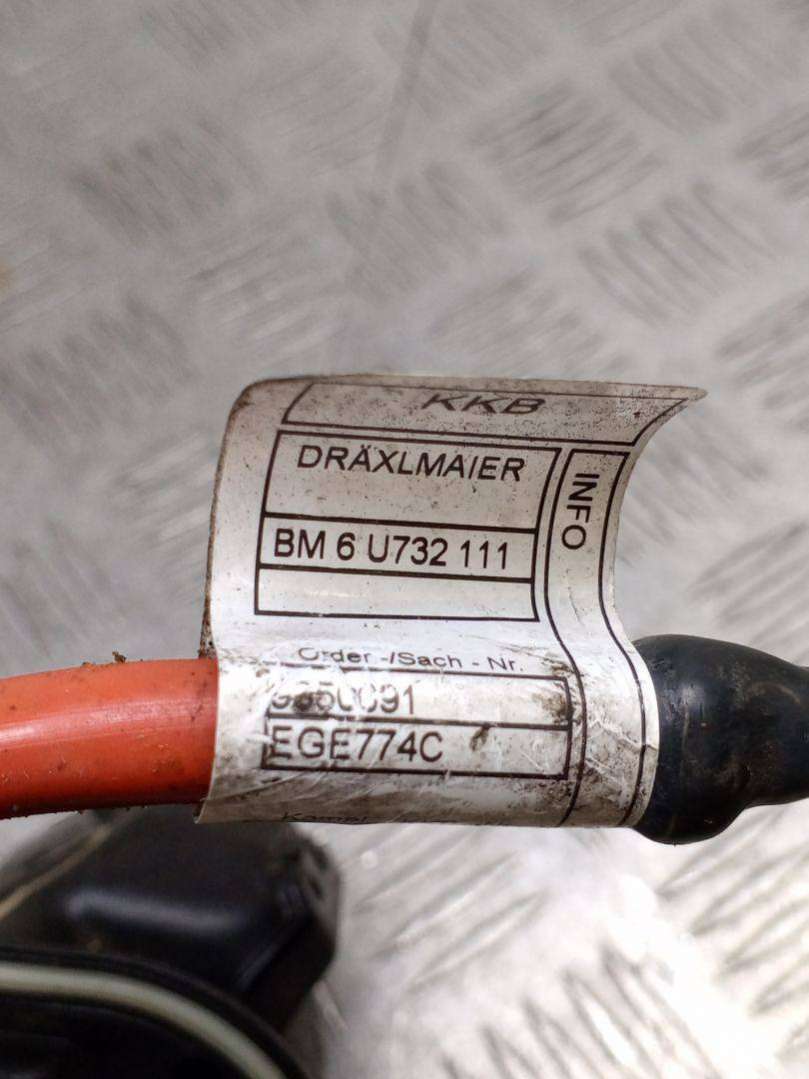 KKB
DRÄXLMAIER
INFO
BM 6 U732 111
Order -/Sach - Nr.
EGE774C